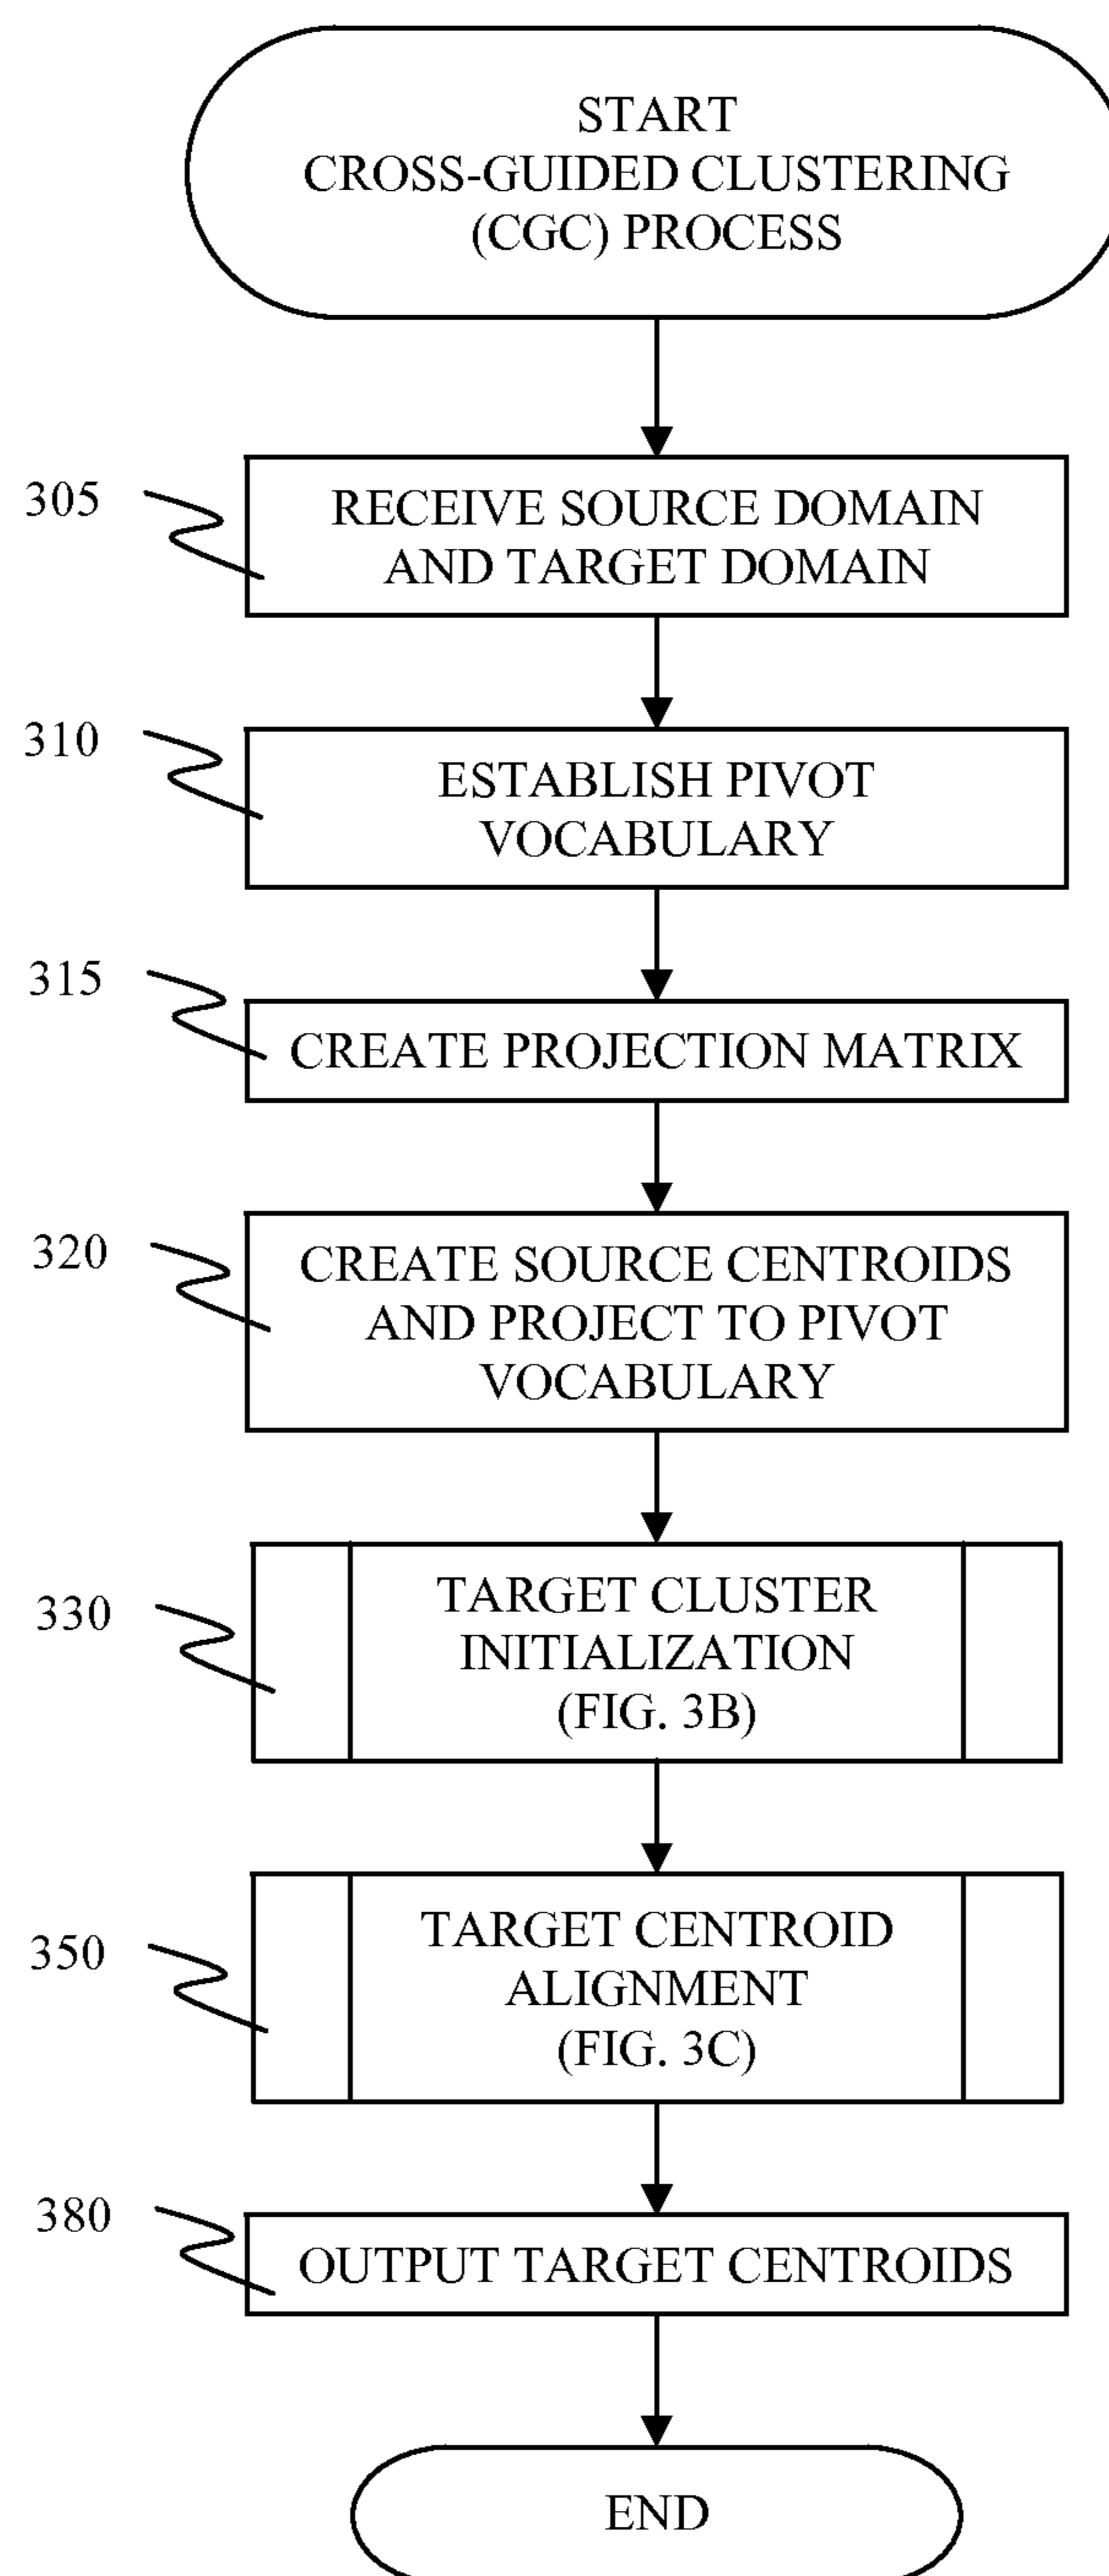 START
CROSS-GUIDED CLUSTERING
(CGC) PROCESS
305
RECEIVE SOURCE DOMAIN
AND TARGET DOMAIN
310
ESTABLISH PIVOT
VOCABULARY
315
CREATE PROJECTION MATRIX
320
CREATE SOURCE CENTROIDS
AND PROJECT TO PIVOT
VOCABULARY
330
TARGET CLUSTER
INITIALIZATION
(FIG. 3B)
350
TARGET CENTROID
ALIGNMENT
(FIG. 3C)
380
OUTPUT TARGET CENTROIDS
END